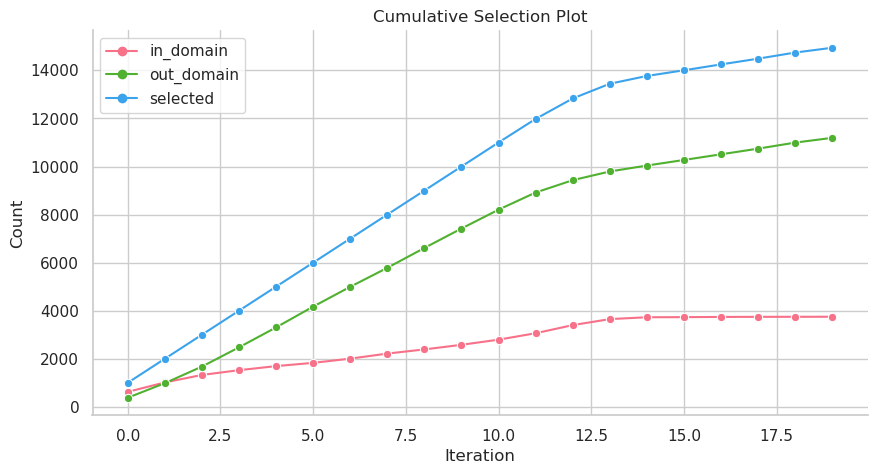 Cumulative Selection Plot
in_domain
out_domain
selected
Count
14000
12000
10000
8000
6000
4000
2000
0
0.0 2.5 5.0 7.5 10.0 12.5 15.0 17.5
Iteration